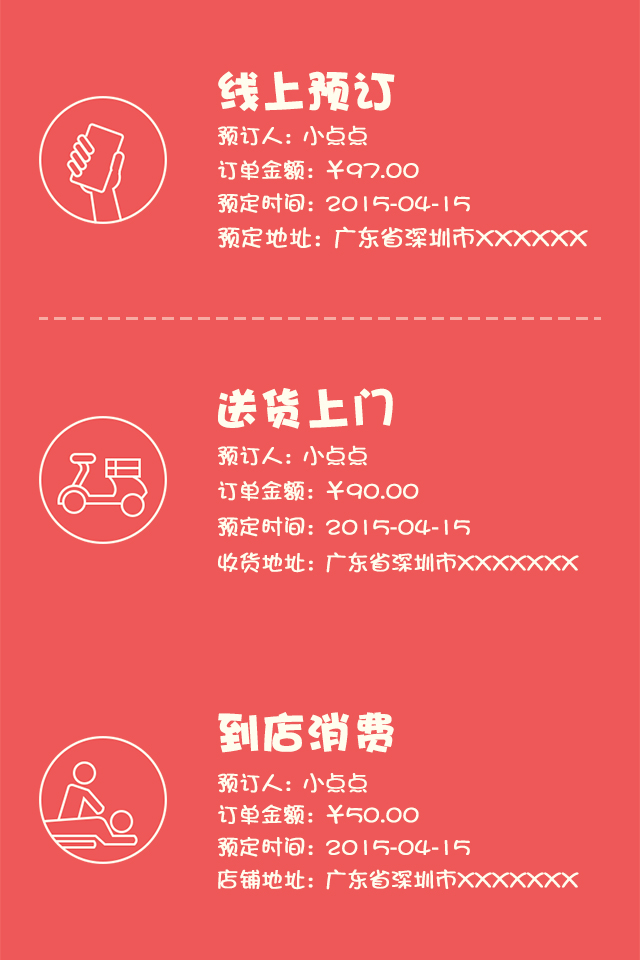 线上预订
预订人：小点点
订单金额：￥97.00
预定时间：2015-04-15
预定地址：广东省深圳市XXXXXX
送货上门
预订人：小点点
订单金额：￥90.00
预定时间：2015-04-15
收货地址：广东省深圳市XXXXXXX
到店消费
预订人：小点点
订单金额：￥50.00
预定时间：2015-04-15
店铺地址：广东省深圳市XXXXXXX